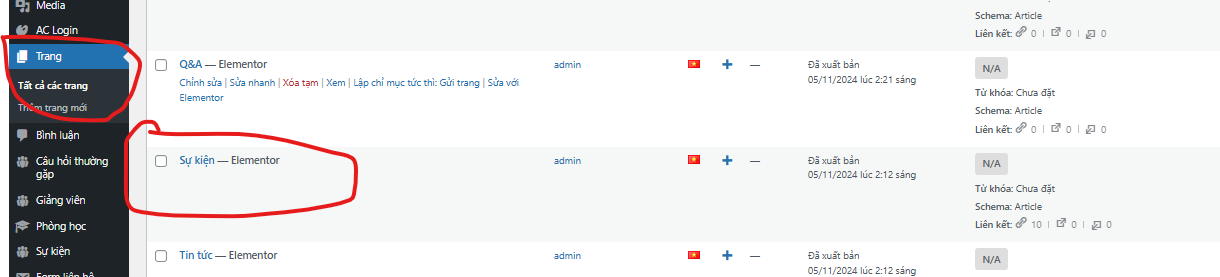 Media
AC Login
Trang
Tất cả các trang
Thêm trang mới
Bình luận
Câu hỏi thường
gặp
Giảng viên
Phòng học
Sự kiện
Form liên hệ
Schema: Article
Liên kết: 0 | 0 | 0
Q&A — Elementor
Chỉnh sửa | Sửa nhanh | Xóa tạm | Xem | Lập chỉ mục tức thì: Gửi trang | Sửa với
Elementor
admin
—
Đã xuất bản
05/11/2024 lúc 2:21 sáng
N/A
Từ khóa: Chưa đặt
Schema: Article
Liên kết: 0 | 0 | 0
Sự kiện — Elementor
admin
—
Đã xuất bản
05/11/2024 lúc 2:12 sáng
N/A
Từ khóa: Chưa đặt
Schema: Article
Liên kết: 10 | 0 | 0
Tin tức — Elementor
admin
—
Đã xuất bản
05/11/2024 lúc 2:12 sáng
N/A